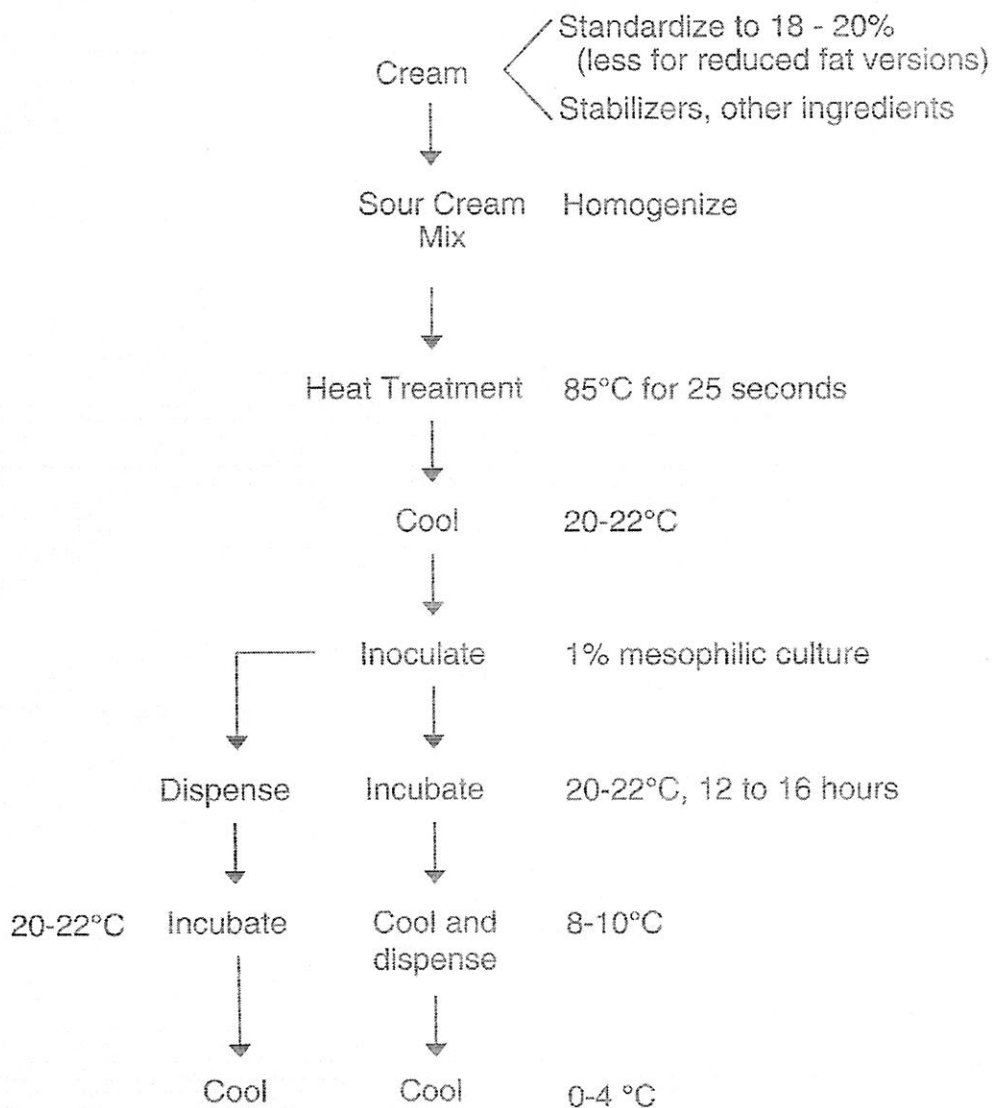 Standardize to 18 - 20%
(less for reduced fat versions)
Cream
Stabilizers, other ingredients
Sour Cream Homogenize
Mix
Heat Treatment 85°C for 25 seconds
Cool 20-22°C
Inoculate 1% mesophilic culture
Dispense Incubate 20-22°C, 12 to 16 hours
20-22°C Incubate Cool and 8-10°C
dispense
Cool Cool 0-4 °C